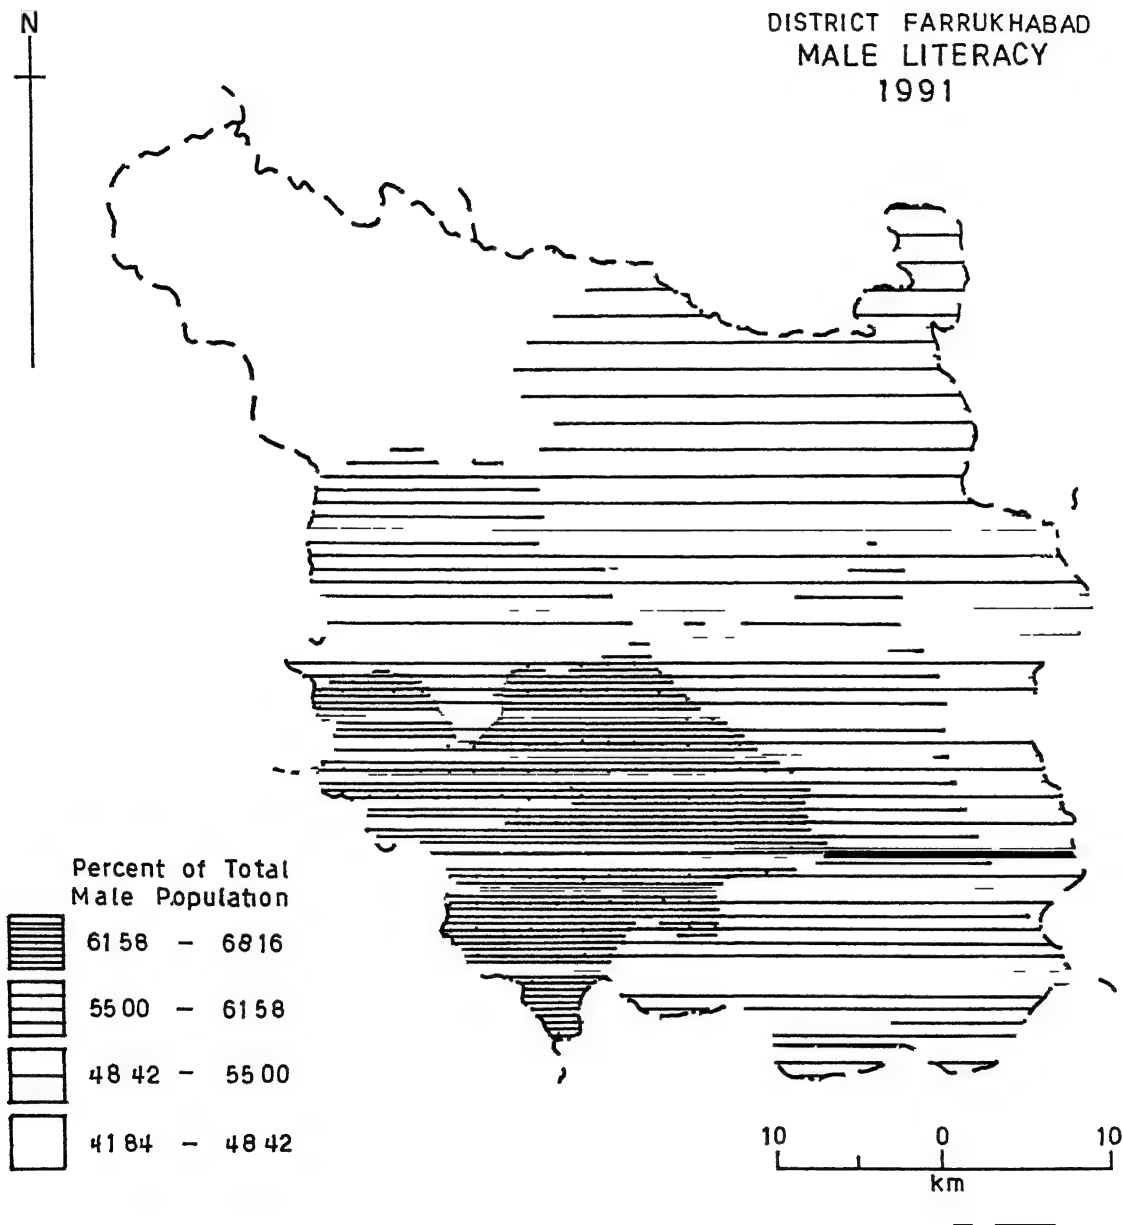 N
DISTRICT FARRUKHABAD
MALE LITERACY
1991
Percent of Total
Male Population
61 58 – 68 16
55 00 – 61 58
48 42 – 55 00
41 84 – 48 42
10 0 10
km